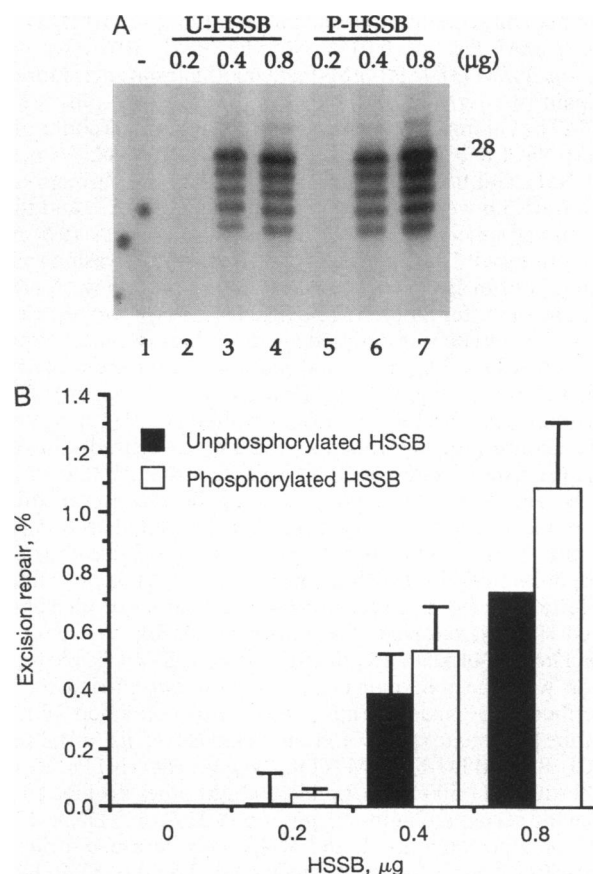 A
U-HSSB P-HSSB
- 0.2 0.4 0.8 0.2 0.4 0.8 (μg)
-28
1 2 3 4 5 6 7
B
1.4
1.2
1.0
0.8
0.6
0.4
0.2
0.0
Excision repair, %
Unphosphorylated HSSB
Phosphorylated HSSB
0 0.2 0.4 0.8
HSSB, μg